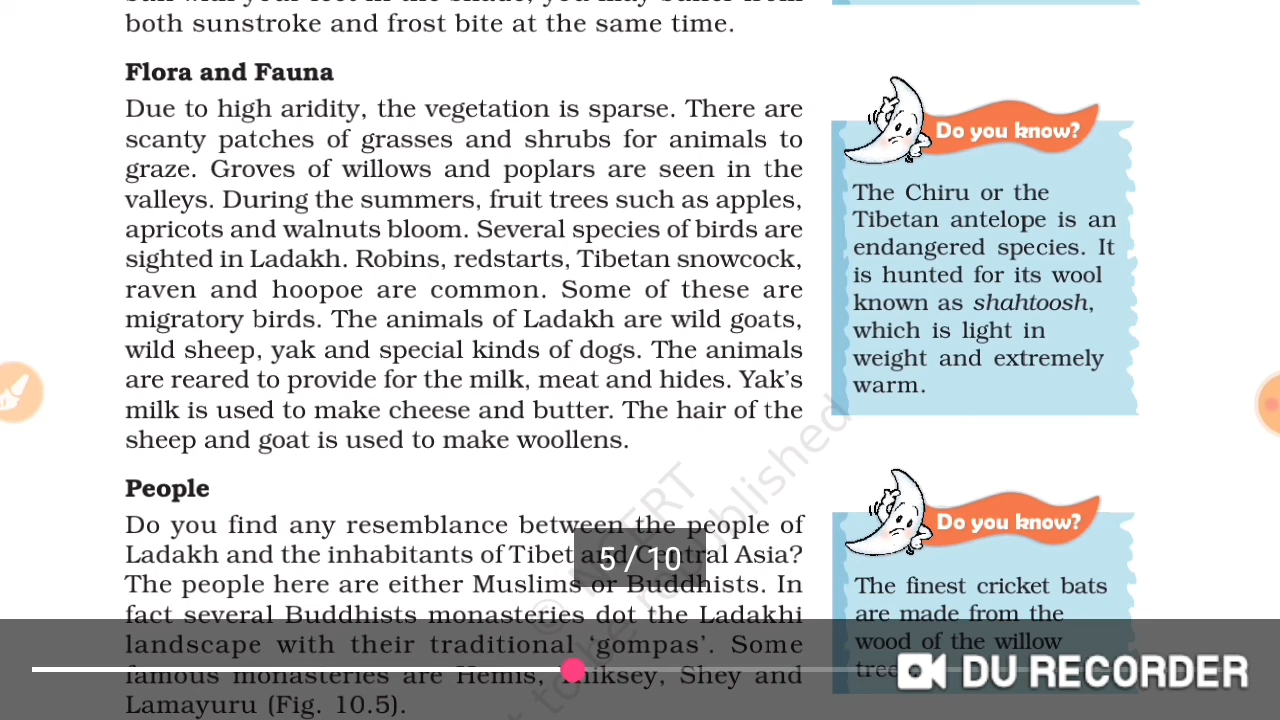 both sunstroke and frost bite at the same time.
Flora and Fauna
Due to high aridity, the vegetation is sparse. There are
scanty patches of grasses and shrubs for animals to
graze. Groves of willows and poplars are seen in the
valleys. During the summers, fruit trees such as apples,
apricots and walnuts bloom. Several species of birds are
sighted in Ladakh. Robins, redstarts, Tibetan snowcock,
raven and hoopoe are common. Some of these are
migratory birds. The animals of Ladakh are wild goats,
wild sheep, yak and special kinds of dogs. The animals
are reared to provide for the milk, meat and hides. Yak's
milk is used to make cheese and butter. The hair of the
sheep and goat is used to make woollens.
People
Do you find any resemblance between the people of
Ladakh and the inhabitants of Tibet and Central Asia?
The people here are either Muslims or Buddhists. In
fact several Buddhists monasteries dot the Ladakhi
landscape with their traditional ‘gompas’. Some
famous monasteries are Hemis, Thiksey, Shey and
Lamayuru (Fig. 10.5).
Do you know?
The Chiru or the
Tibetan antelope is an
endangered species. It
is hunted for its wool
known as shahtoosh,
which is light in
weight and extremely
warm.
Do you know?
The finest cricket bats
are made from the
wood of the willow
5 / 10
© NCERT
published
DU RECORDER